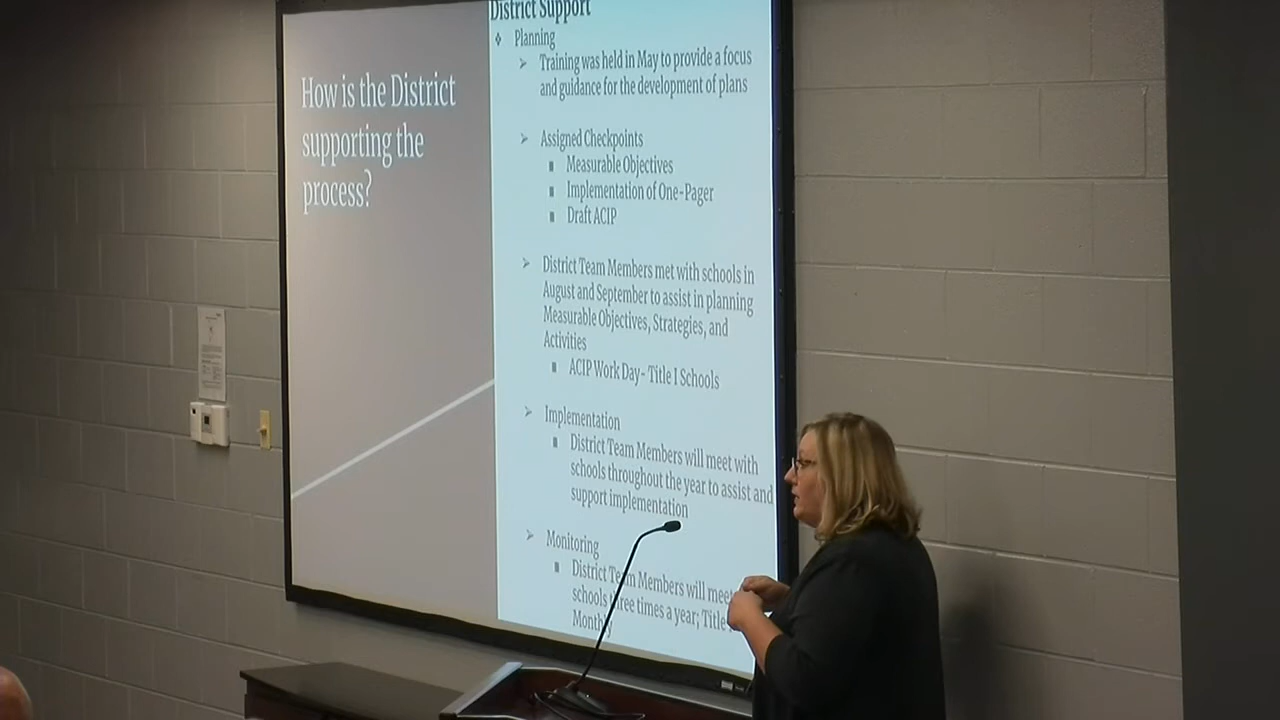 How is the District
supporting the
process?
District Support
Planning
Training was held in May to provide a focus
and guidance for the development of plans
Assigned Checkpoints
Measurable Objectives
Implementation of One-Pager
Draft ACIP
District Team Members met with schools in
August and September to assist in planning
Measurable Objectives, Strategies, and
Activities
ACIP Work Day- Title I Schools
Implementation
District Team Members will meet with
schools throughout the year to assist and
support implementation
Monitoring
District Team Members will meet
schools three times a year; Title
Monthly